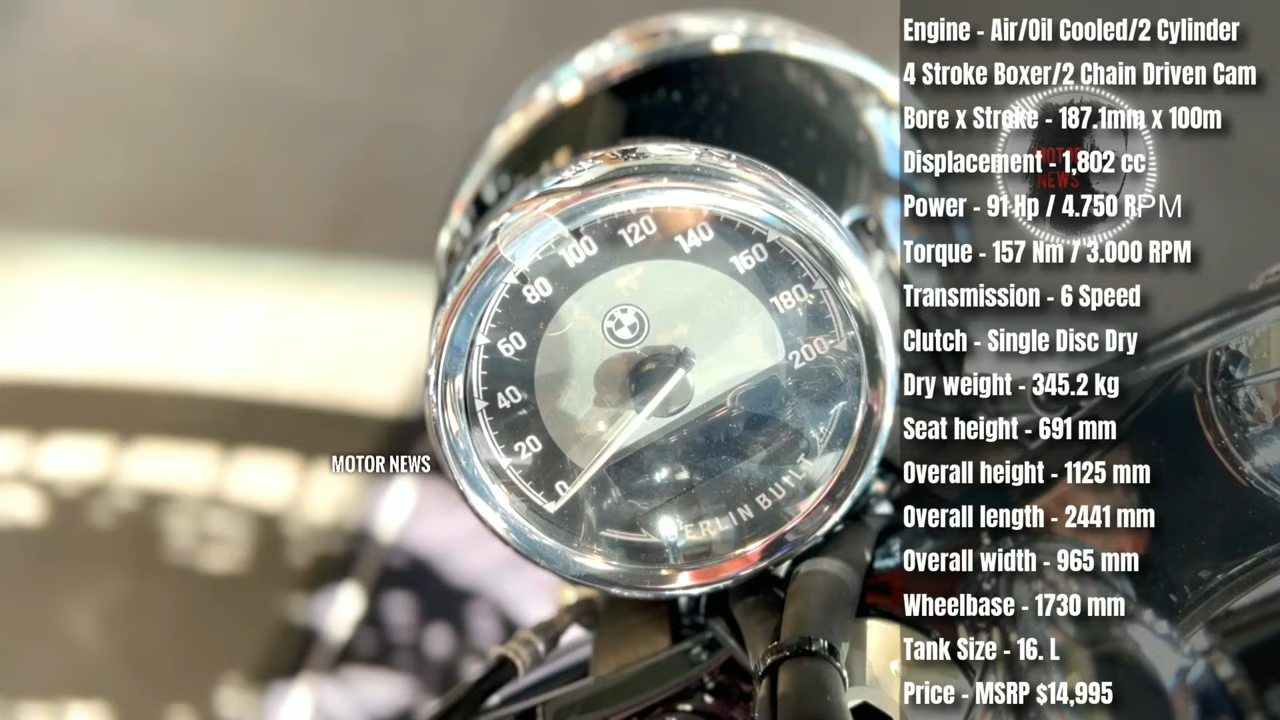 Engine - Air/Oil Cooled/2 Cylinder
4 Stroke Boxer/2 Chain Driven Cam
Bore x Stroke - 187.1mm x 100m
Displacement - 1,802 cc
Power - 91 Hp / 4.750 RPM
Torque - 157 Nm / 3.000 RPM
Transmission - 6 Speed
Clutch - Single Disc Dry
Dry weight - 345.2 kg
Seat height - 691 mm
Overall height - 1125 mm
Overall length - 2441 mm
Overall width - 965 mm
Wheelbase - 1730 mm
Tank Size - 16. L
Price - MSRP $14,995
MOTOR NEWS
MOTOR
NEWS
0
20
40
60
80
100
120
140
160
180
200
BMW
BERLIN BUILT